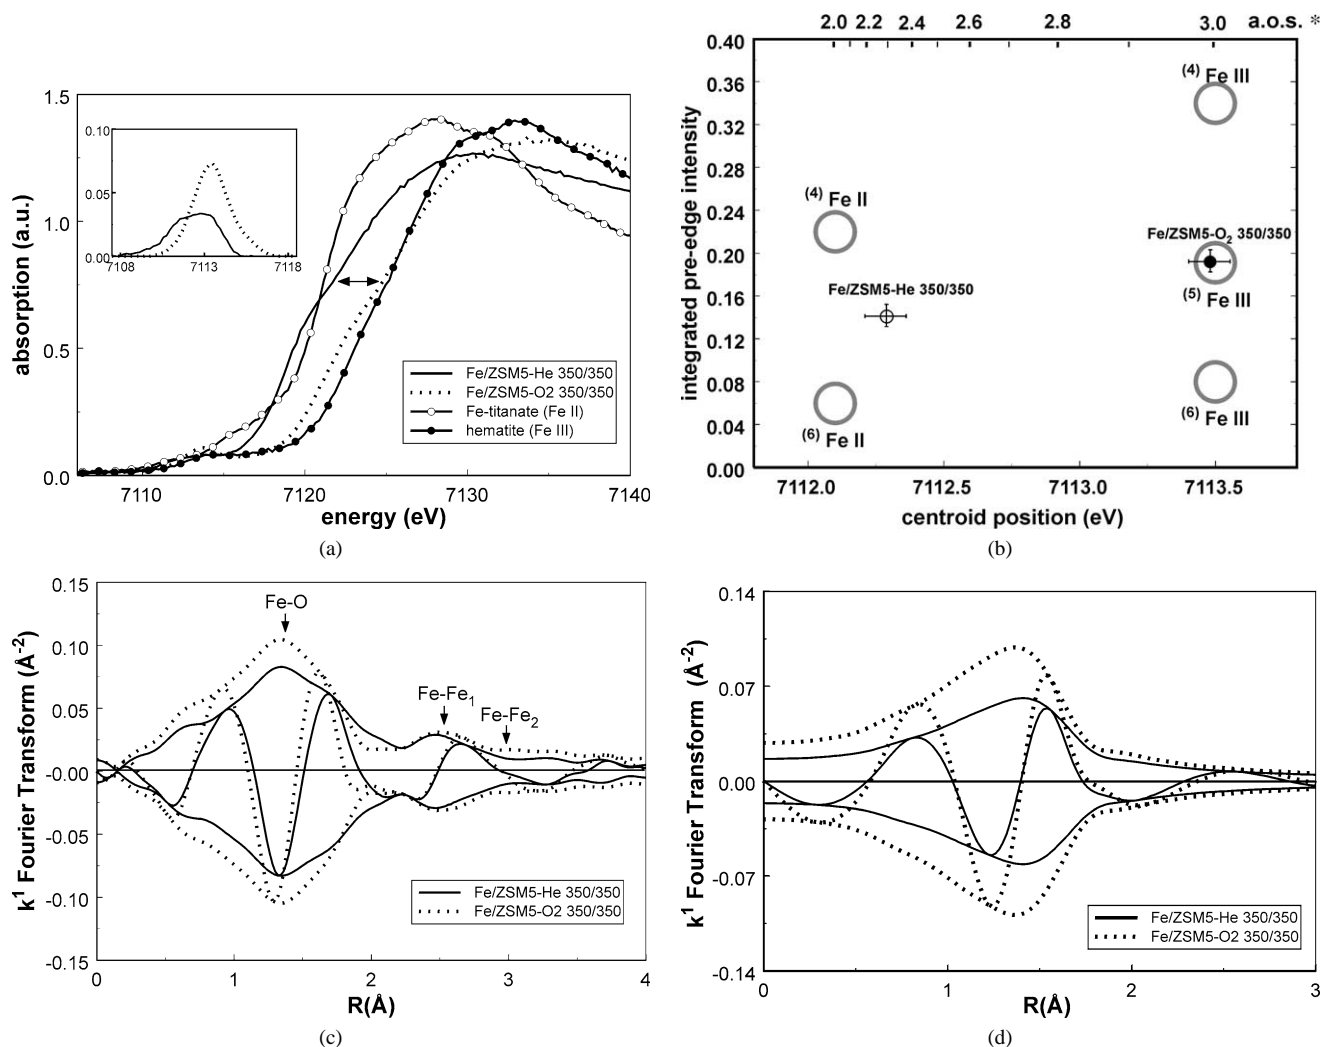 1.5
1.0
0.5
0.0
absorption (a.u.)
0.10
0.05
0.00
7108
7113
7118
Fe/ZSM5-He 350/350
Fe/ZSM5-O2 350/350
Fe-titanate (Fe II)
hematite (Fe III)
7110
7120
7130
7140
energy (eV)
(a)
2.0 2.2 2.4 2.6 2.8 3.0 a.o.s. *
0.40
0.36
0.32
0.28
0.24
0.20
0.16
0.12
0.08
0.04
0.00
integrated pre-edge intensity
(4) Fe III
(4) Fe II
Fe/ZSM5-O2 350/350
Fe/ZSM5-He 350/350
(5) Fe III
(6) Fe III
(6) Fe II
7112.0
7112.5
7113.0
7113.5
centroid position (eV)
(b)
0.15
0.10
0.05
-0.00
-0.05
-0.10
-0.15
k1 Fourier Transform (Å-2)
Fe-O
Fe-Fe1
Fe-Fe2
Fe/ZSM5-He 350/350
Fe/ZSM5-O2 350/350
0
1
2
3
4
R(Å)
(c)
0.14
0.07
0.00
-0.07
-0.14
k1 Fourier Transform (Å-2)
Fe/ZSM5-He 350/350
Fe/ZSM5-O2 350/350
0
1
2
3
R(Å)
(d)